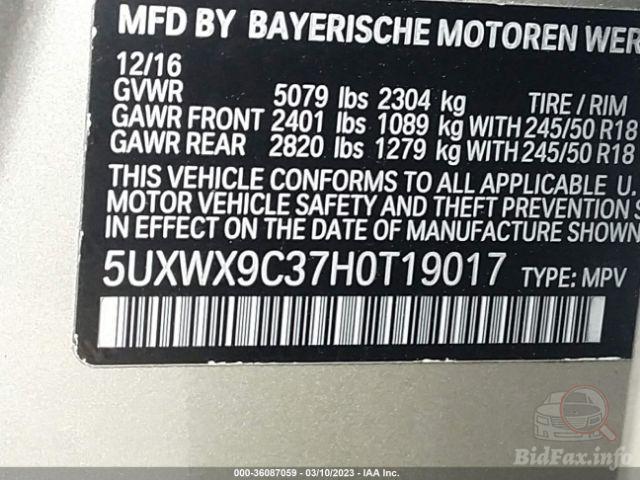 MFD BY BAYERISCHE MOTOREN WER
12/16
GVWR 5079 lbs 2304 kg TIRE / RIM
GAWR FRONT 2401 lbs 1089 kg WITH 245/50 R18
GAWR REAR 2820 lbs 1279 kg WITH 245/50 R18
THIS VEHICLE CONFORMS TO ALL APPLICABLE U.
MOTOR VEHICLE SAFETY AND THEFT PREVENTION S
IN EFFECT ON THE DATE OF MANUFACTURE SHOWN
5UXWX9C37H0T19017 TYPE: MPV
BidFax.info
000-36087059 - 03/10/2023 - IAA Inc.